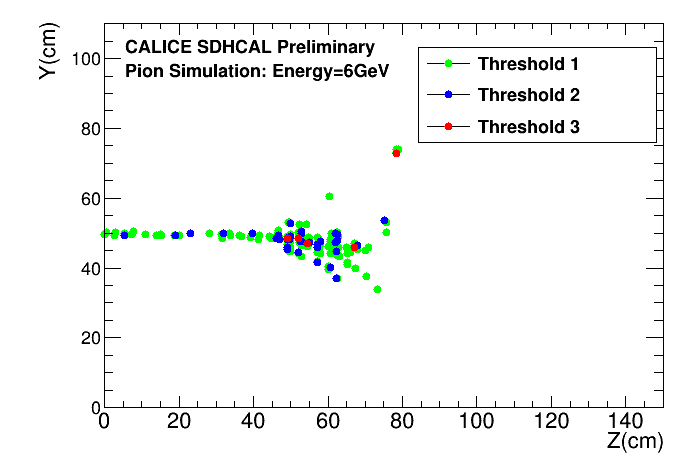 Y(cm)
CALICE SDHCAL Preliminary
Pion Simulation: Energy=6GeV
Threshold 1
Threshold 2
Threshold 3
100
80
60
40
20
0
0 20 40 60 80 100 120 140
Z(cm)